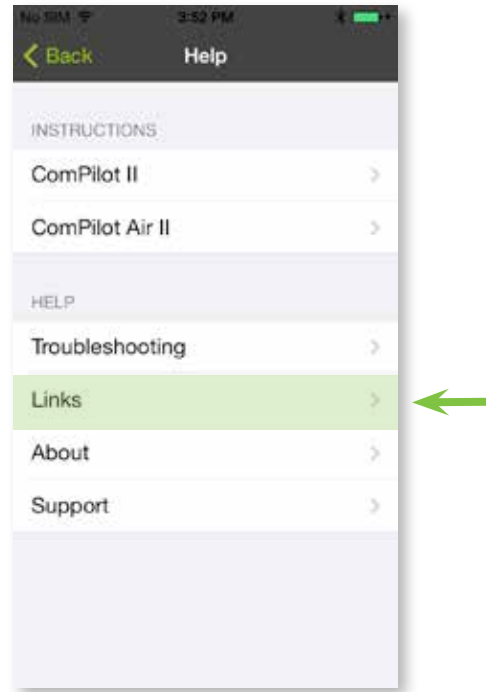 No SIM 3:52 PM
Back Help
INSTRUCTIONS
ComPilot II
ComPilot Air II
HELP
Troubleshooting
Links
About
Support